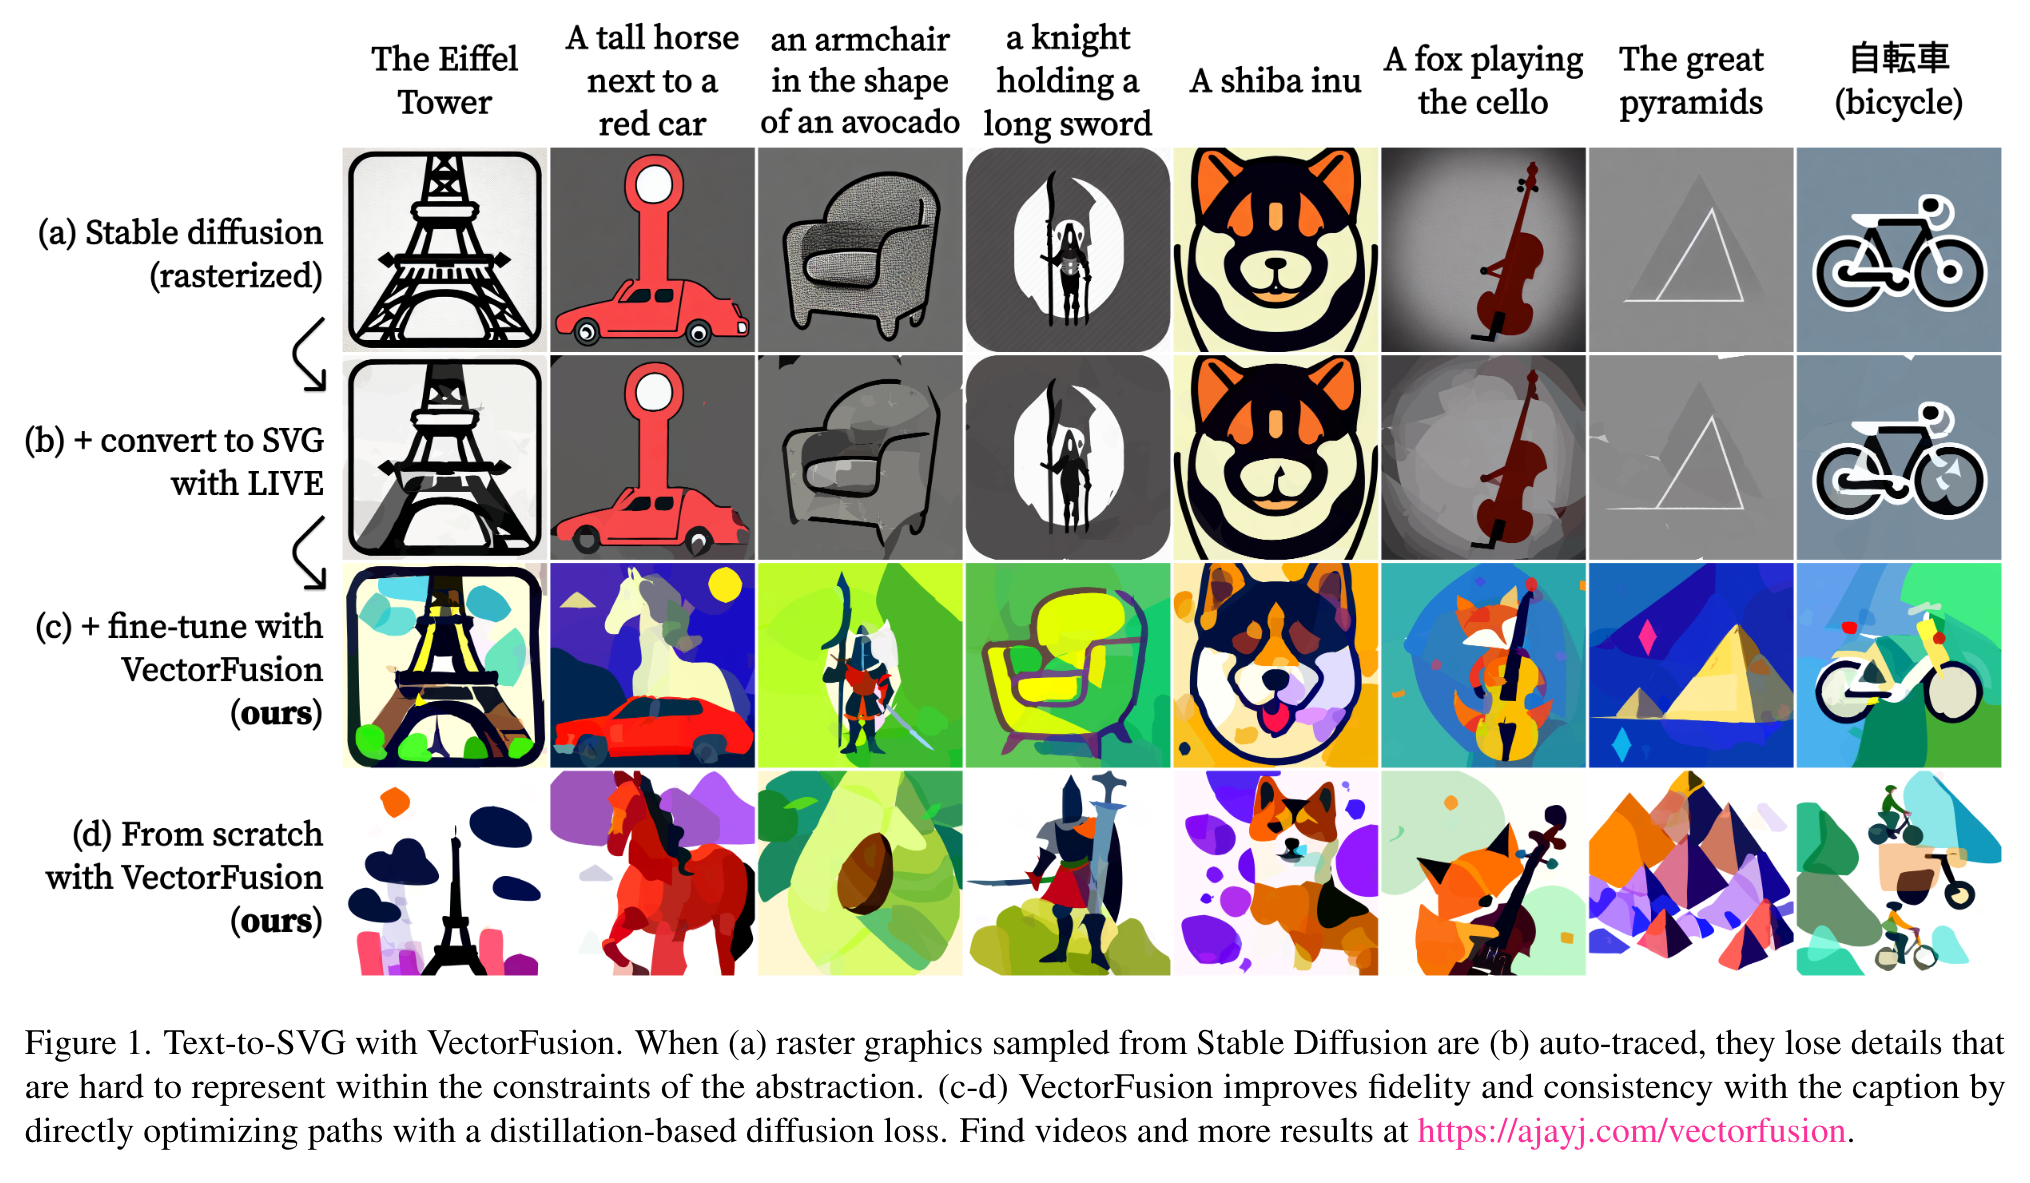 The Eiffel
Tower
A tall horse
next to a
red car
an armchair
in the shape
of an avocado
a knight
holding a
long sword
A shiba inu
A fox playing
the cello
The great
pyramids
自転車
(bicycle)
(a) Stable diffusion
(rasterized)
(b) + convert to SVG
with LIVE
(c) + fine-tune with
VectorFusion
(ours)
(d) From scratch
with VectorFusion
(ours)
Figure 1. Text-to-SVG with VectorFusion. When (a) raster graphics sampled from Stable Diffusion are (b) auto-traced, they lose details that
are hard to represent within the constraints of the abstraction. (c-d) VectorFusion improves fidelity and consistency with the caption by
directly optimizing paths with a distillation-based diffusion loss. Find videos and more results at https://ajayj.com/vectorfusion.